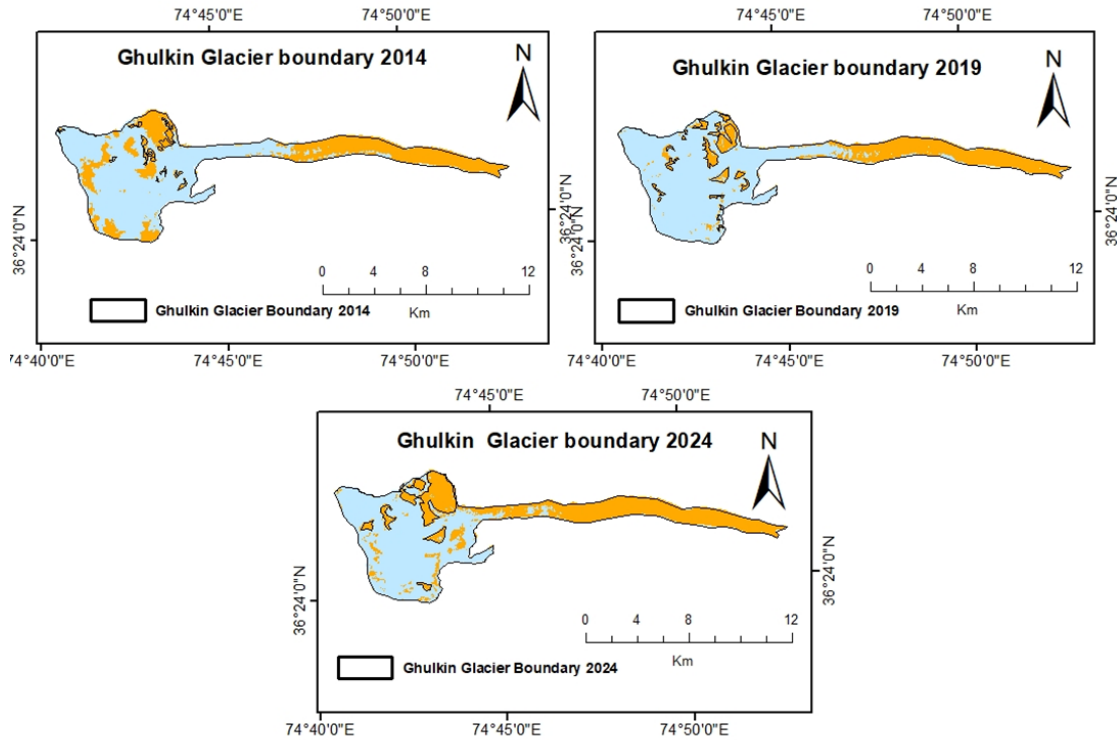 74°45'0"E 74°50'0"E
Ghulkin Glacier boundary 2014
N
36°24'0"N
36°24'0"N
0 4 8 12
Km
Ghulkin Glacier Boundary 2014
74°40'0"E 74°45'0"E 74°50'0"E
74°45'0"E 74°50'0"E
Ghulkin Glacier boundary 2019
N
36°24'0"N
36°24'0"N
0 4 8 12
Km
Ghulkin Glacier Boundary 2019
74°40'0"E 74°45'0"E 74°50'0"E
74°45'0"E 74°50'0"E
Ghulkin Glacier boundary 2024
N
36°24'0"N
36°24'0"N
0 4 8 12
Km
Ghulkin Glacier Boundary 2024
74°40'0"E 74°45'0"E 74°50'0"E